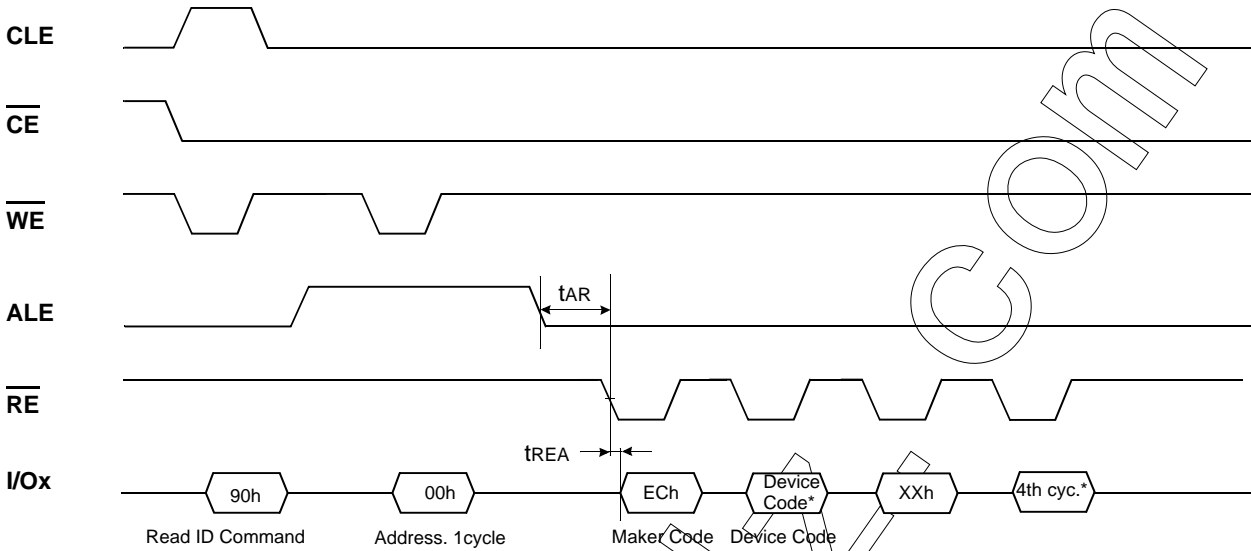 CLE
CE
WE
ALE
tAR
RE
tREA
I/Ox
90h
00h
ECh
Device
Code*
XXh
4th cyc.*
Read ID Command
Address. 1cycle
Maker Code
Device Code
com